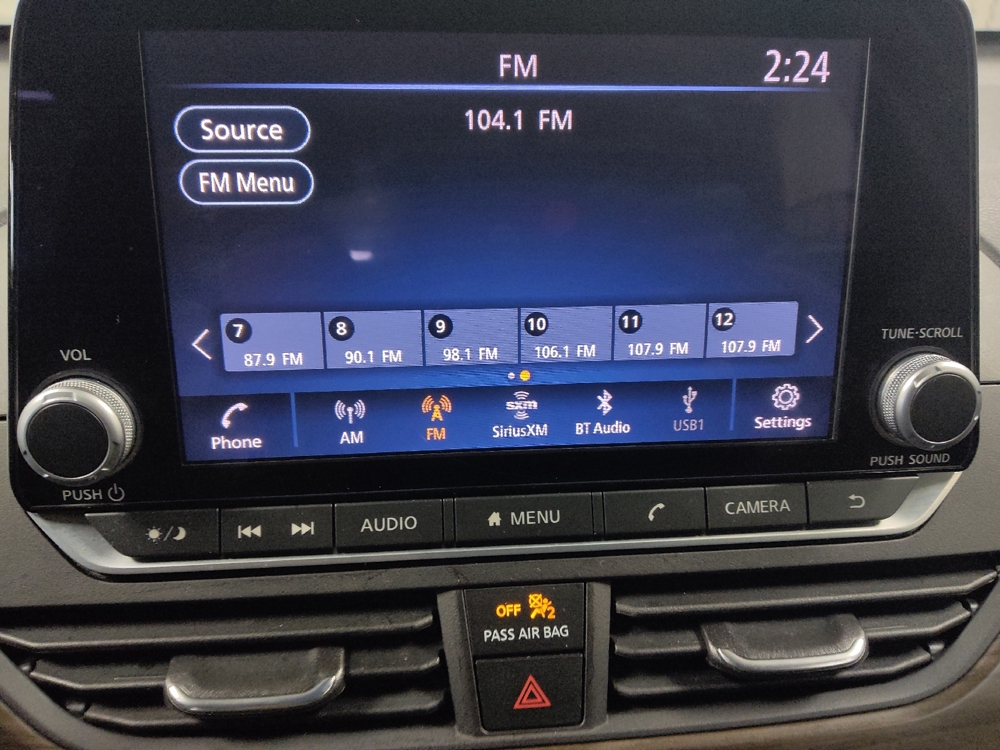 FM
2:24
Source
104.1 FM
FM Menu
7
8
9
10
11
12
87.9 FM
90.1 FM
98.1 FM
106.1 FM
107.9 FM
107.9 FM
VOL
TUNE·SCROLL
Phone
AM
FM
sxm
SiriusXM
BT Audio
USB1
Settings
PUSH
PUSH SOUND
AUDIO
MENU
CAMERA
OFF 2
PASS AIR BAG